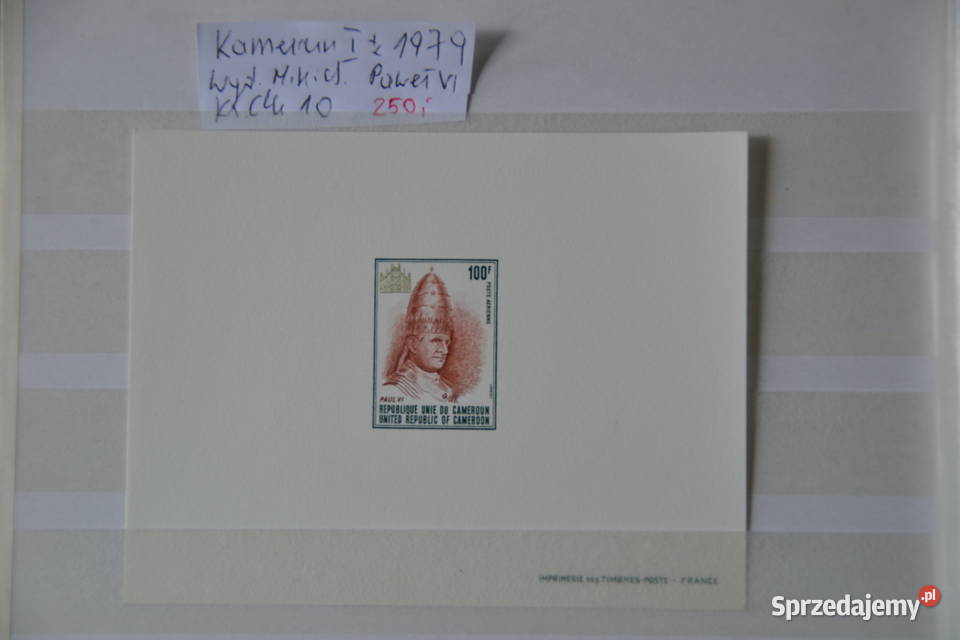 Kamerun I 1979
Wyd. Paweł VI
10 250,-
100F
POSTE AERIENNE
PAUL VI
REPUBLIQUE UNIE DU CAMEROUN
UNITED REPUBLIC OF CAMEROON
IMPRIMERIE DES TIMBRES-POSTE - FRANCE
Sprzedajemy.pl